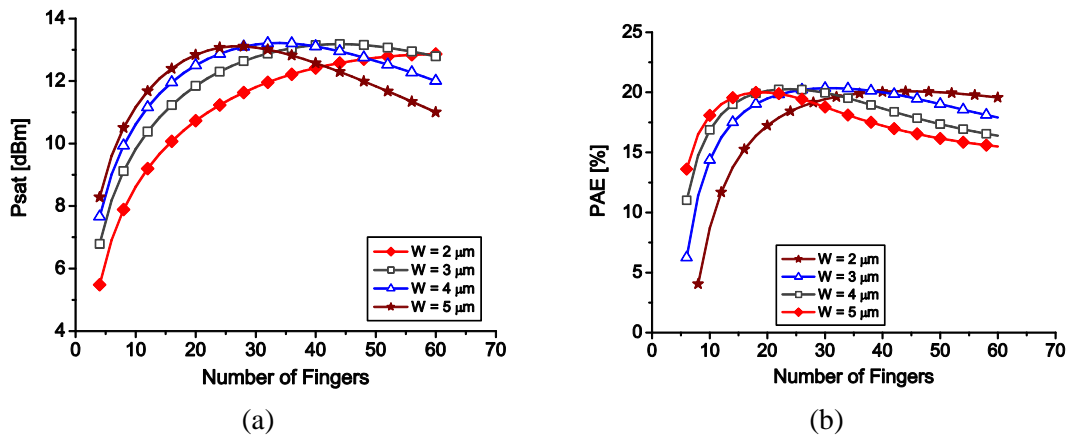 14
12
10
8
6
4
Psat [dBm]
0 10 20 30 40 50 60 70
Number of Fingers
W = 2 μm
W = 3 μm
W = 4 μm
W = 5 μm
(a)
25
20
15
10
5
0
PAE [%]
0 10 20 30 40 50 60 70
Number of Fingers
W = 2 μm
W = 3 μm
W = 4 μm
W = 5 μm
(b)